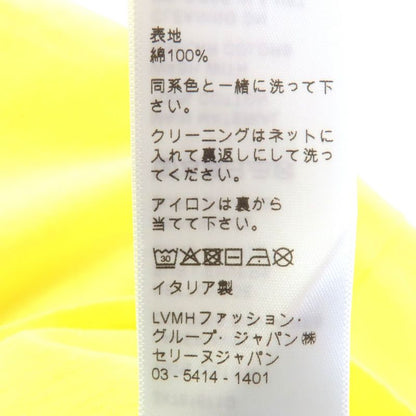 表地
綿100%
同系色と一緒に洗って下
さい。
クリーニングはネットに
入れて裏返しにして洗っ
てください。
アイロンは裏から
当てて下さい。
30
イタリア製
LVMHファッション・
グループ・ジャパン㈱
セリーヌジャパン
03 - 5414 - 1401